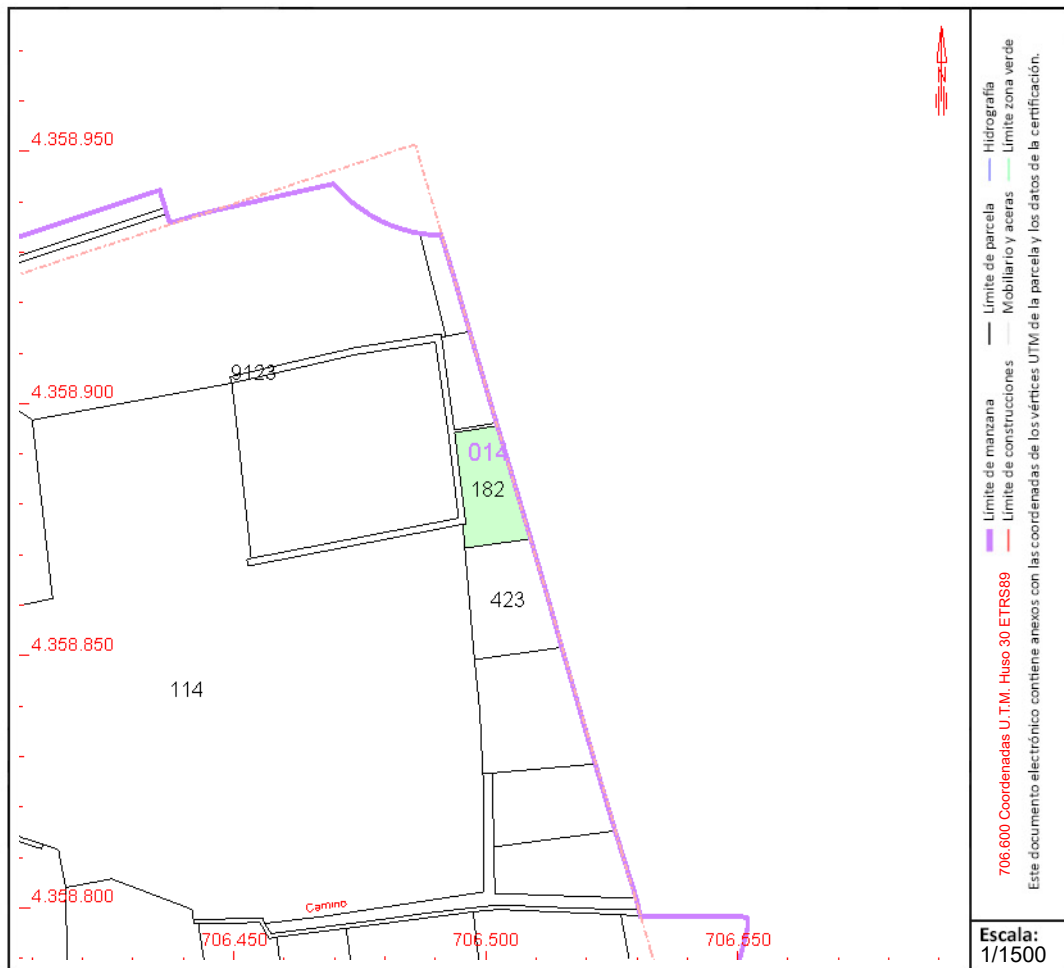 4.358.950
4.358.900
4.358.850
4.358.800
706.450
706.500
706.550
9123
014
182
423
114
Camino
N
Límite de manzana
Límite de parcela
Hidrografía
Límite de construcciones
Mobiliario y aceras
Límite zona verde
706.600 Coordenadas U.T.M. Huso 30 ETRS89
Este documento electrónico contiene anexos con las coordenadas de los vértices UTM de la parcela y los datos de la certificación.
Escala:
1/1500